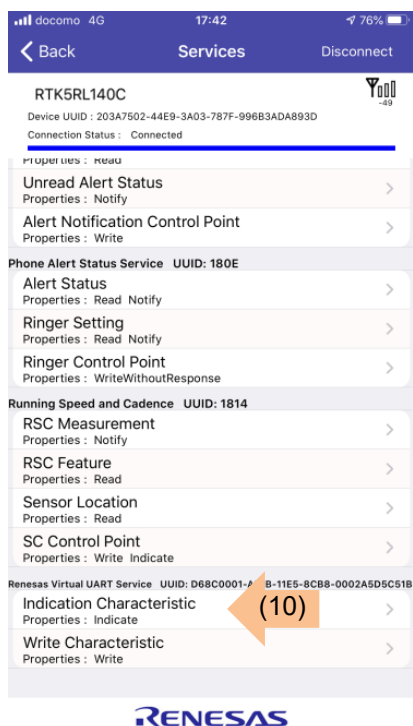 docomo 4G 17:42 76%
Back Services Disconnect
RTK5RL140C
-49
Device UUID : 203A7502-44E9-3A03-787F-996B3ADA893D
Connection Status : Connected
Properties : Read
Unread Alert Status
Properties : Notify
Alert Notification Control Point
Properties : Write
Phone Alert Status Service UUID: 180E
Alert Status
Properties : Read Notify
Ringer Setting
Properties : Read Notify
Ringer Control Point
Properties : WriteWithoutResponse
Running Speed and Cadence UUID: 1814
RSC Measurement
Properties : Notify
RSC Feature
Properties : Read
Sensor Location
Properties : Read
SC Control Point
Properties : Write Indicate
Renesas Virtual UART Service UUID: -11E5-8CB8-0002A5D5C51B
Indication Characteristic
Properties : Indicate
(10)
Write Characteristic
Properties : Write
RENESAS